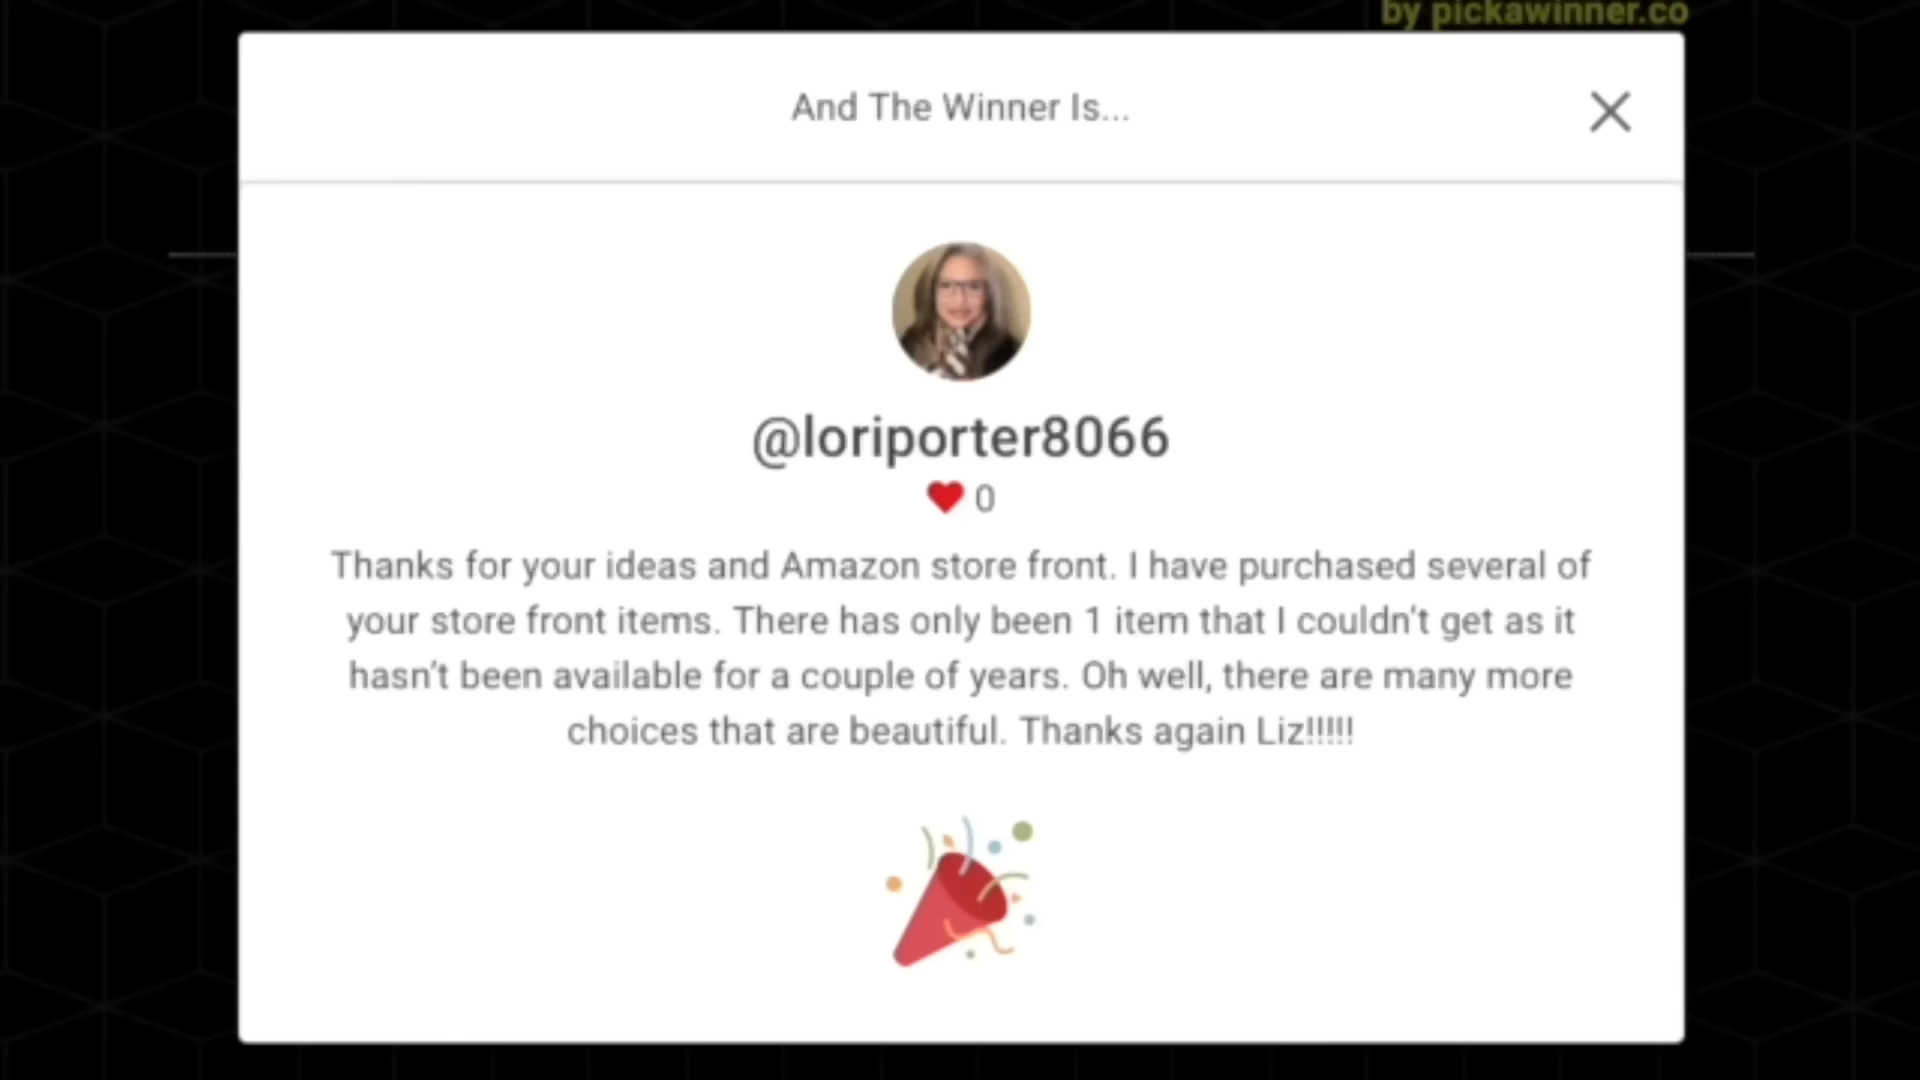 by pickawinner.co
And The Winner Is...
@loriporter8066
0
Thanks for your ideas and Amazon store front. I have purchased several of
your store front items. There has only been 1 item that I couldn't get as it
hasn't been available for a couple of years. Oh well, there are many more
choices that are beautiful. Thanks again Liz!!!!!